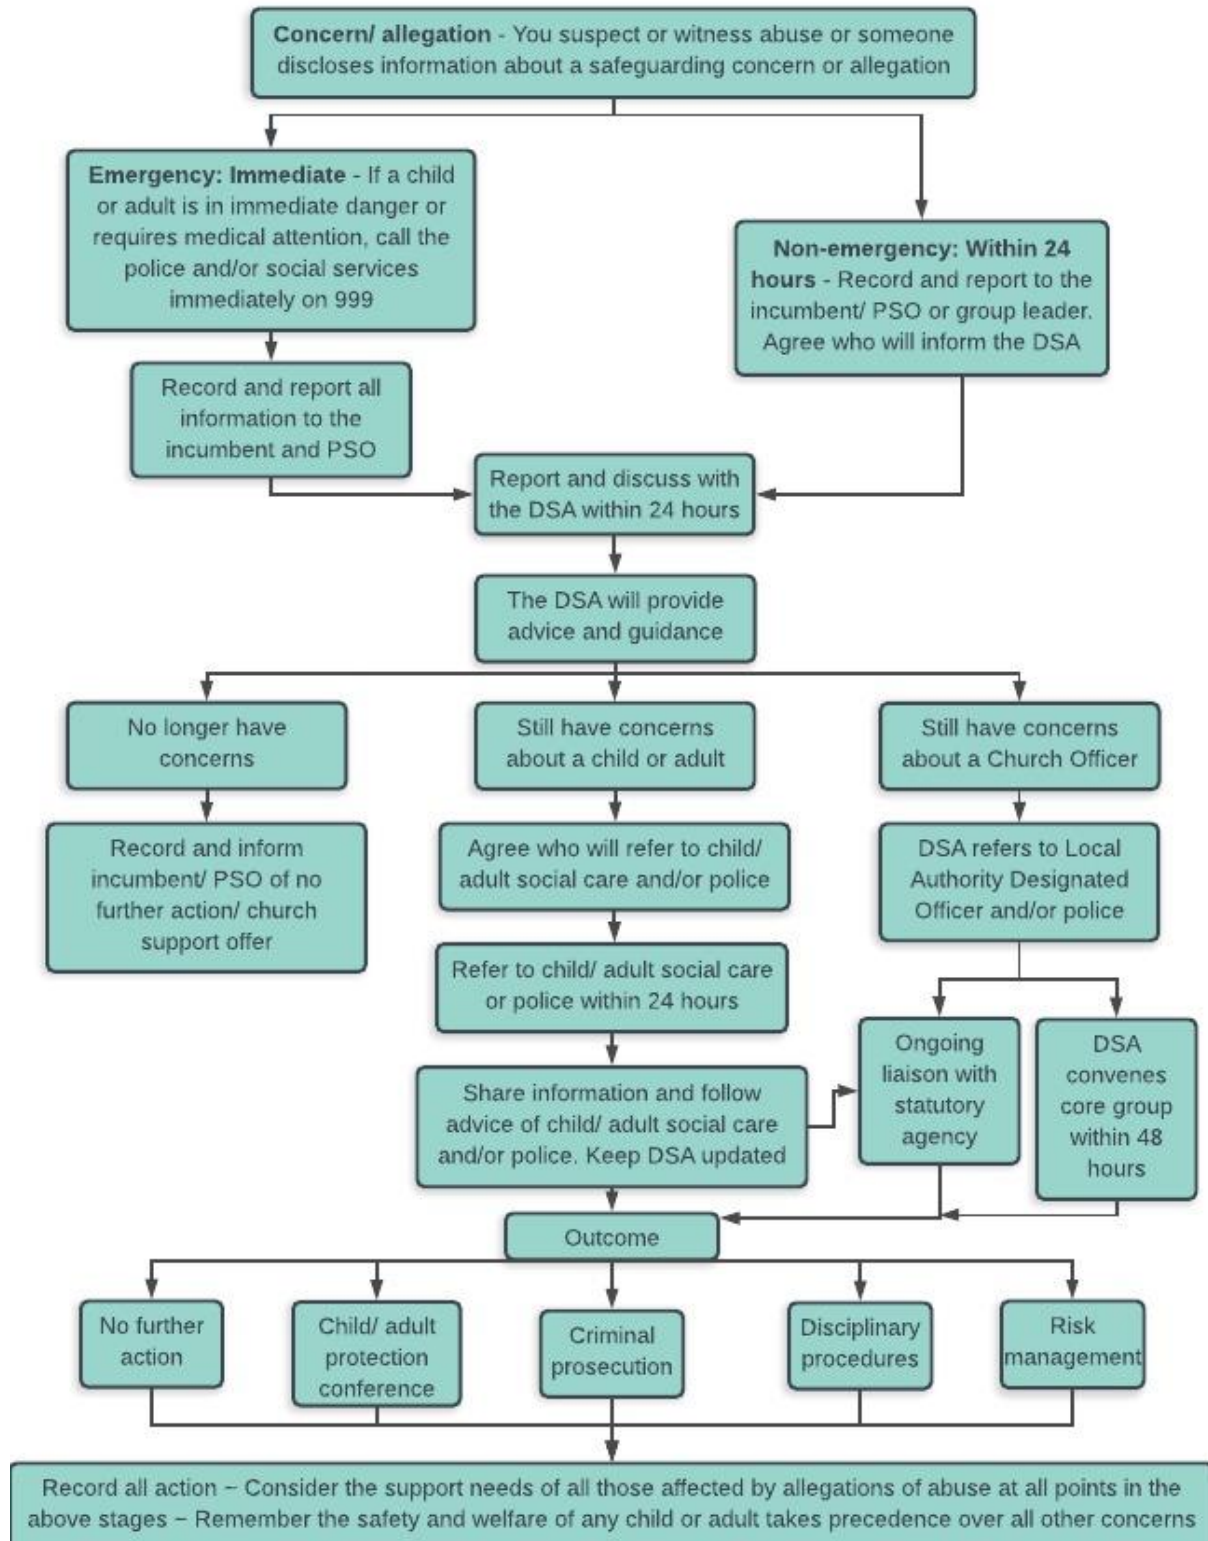 Concern/ allegation - You suspect or witness abuse or someone
discloses information about a safeguarding concern or allegation
Emergency: Immediate - If a child
or adult is in immediate danger or
requires medical attention, call the
police and/or social services
immediately on 999
Non-emergency: Within 24
hours - Record and report to the
incumbent/ PSO or group leader.
Agree who will inform the DSA
Record and report all
information to the
incumbent and PSO
Report and discuss with
the DSA within 24 hours
The DSA will provide
advice and guidance
No longer have
concerns
Still have concerns
about a child or adult
Still have concerns
about a Church Officer
Record and inform
incumbent/ PSO of no
further action/ church
support offer
Agree who will refer to child/
adult social care and/or police
DSA refers to Local
Authority Designated
Officer and/or police
Refer to child/ adult social care
or police within 24 hours
Ongoing
liaison with
statutory
agency
DSA
convenes
core group
within 48
hours
Share information and follow
advice of child/ adult social care
and/or police. Keep DSA updated
Outcome
No further
action
Child/ adult
protection
conference
Criminal
prosecution
Disciplinary
procedures
Risk
management
Record all action – Consider the support needs of all those affected by allegations of abuse at all points in the
above stages – Remember the safety and welfare of any child or adult takes precedence over all other concerns